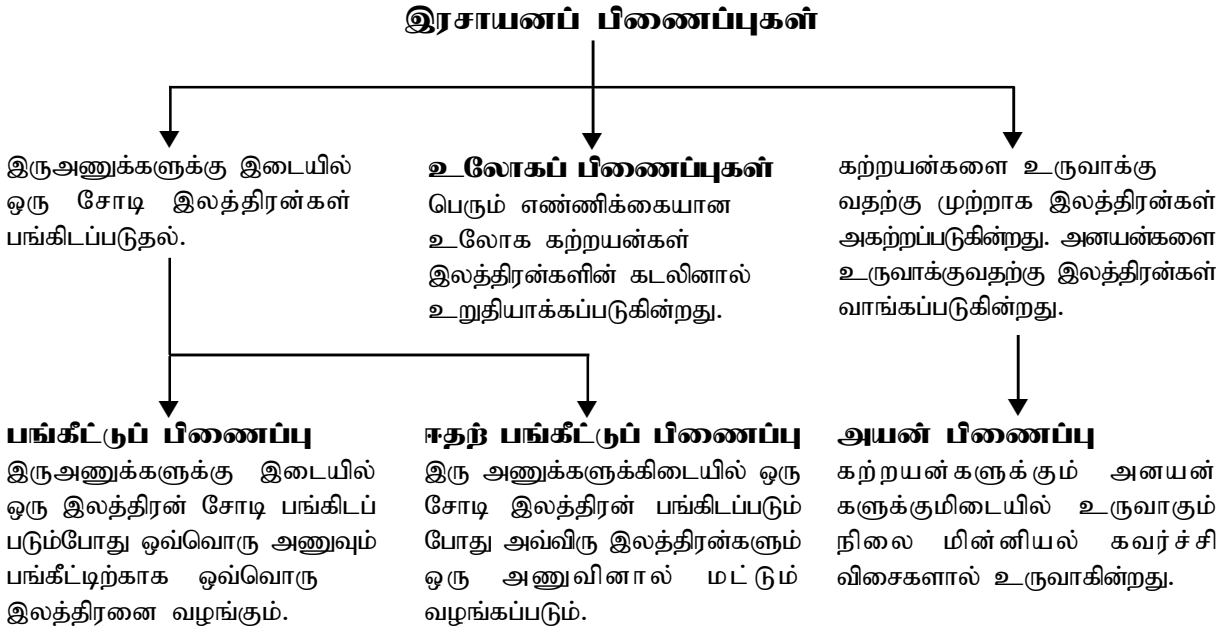 இரசாயனப் பிணைப்புகள்
இருஅணுக்களுக்கு இடையில்
ஒரு சோடி இலத்திரன்கள்
பங்கிடப்படுதல்.
உலோகப் பிணைப்புகள்
பெரும் எண்ணிக்கையான
உலோக கற்றயன்கள்
இலத்திரன்களின் கடலினால்
உறுதியாக்கப்படுகின்றது.
கற்றயன்களை உருவாக்கு
வதற்கு முற்றாக இலத்திரன்கள்
அகற்றப்படுகின்றது. அனயன்களை
உருவாக்குவதற்கு இலத்திரன்கள்
வாங்கப்படுகின்றது.
பங்கீட்டுப் பிணைப்பு
இருஅணுக்களுக்கு இடையில்
ஒரு இலத்திரன் சோடி பங்கிடப்
படும்போது ஒவ்வொரு அணுவும்
பங்கீட்டிற்காக ஒவ்வொரு
இலத்திரனை வழங்கும்.
ஈதற் பங்கீட்டுப் பிணைப்பு
இரு அணுக்களுக்கிடையில் ஒரு
சோடி இலத்திரன் பங்கிடப்படும்
போது அவ்விரு இலத்திரன்களும்
ஒரு அணுவினால் மட்டும்
வழங்கப்படும்.
அயன் பிணைப்பு
கற்றயன்களுக்கும் அனயன்
களுக்குமிடையில் உருவாகும்
நிலை மின்னியல் கவர்ச்சி
விசைகளால் உருவாகின்றது.